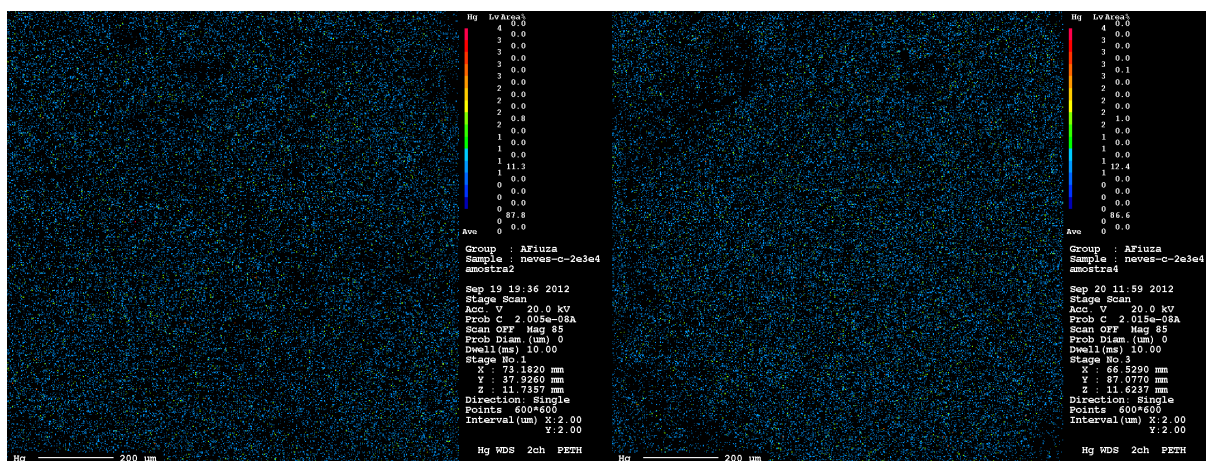 Hg Lv Area%
4 0.0
0.0
3 0.0
0.0
3 0.0
0.0
3 0.0
0.0
2 0.8
0.0
2 0.0
0.0
1 0.0
0.0
1 11.3
0.0
0 0.0
0.0
0 87.8
Ave 0 0.0
Group : AFiuza
Sample : neves-c-2e3e4
amostra2
Sep 19 19:36 2012
Stage Scan
Acc. V 20.0 kV
Prob C 2.005e-08A
Scan OFF Mag 85
Prob Diam.(um) 0
Dwell(ms) 10.00
Stage No.1
X : 73.1820 mm
Y : 37.9260 mm
Z : 11.7357 mm
Direction: Single
Points 600*600
Interval(um) X:2.00
Y:2.00
Hg WDS 2ch PETH
Hg 200 um
Hg Lv Area%
4 0.0
0.0
3 0.0
0.0
3 0.1
0.0
3 0.0
0.0
2 1.0
0.0
2 0.0
0.0
1 0.0
0.0
1 12.4
0.0
0 0.0
0.0
0 86.6
Ave 0 0.0
Group : AFiuza
Sample : neves-c-2e3e4
amostra4
Sep 20 11:59 2012
Stage Scan
Acc. V 20.0 kV
Prob C 2.015e-08A
Scan OFF Mag 85
Prob Diam.(um) 0
Dwell(ms) 10.00
Stage No.3
X : 66.5290 mm
Y : 87.0770 mm
Z : 11.6237 mm
Direction: Single
Points 600*600
Interval(um) X:2.00
Y:2.00
Hg WDS 2ch PETH
Hg 200 um